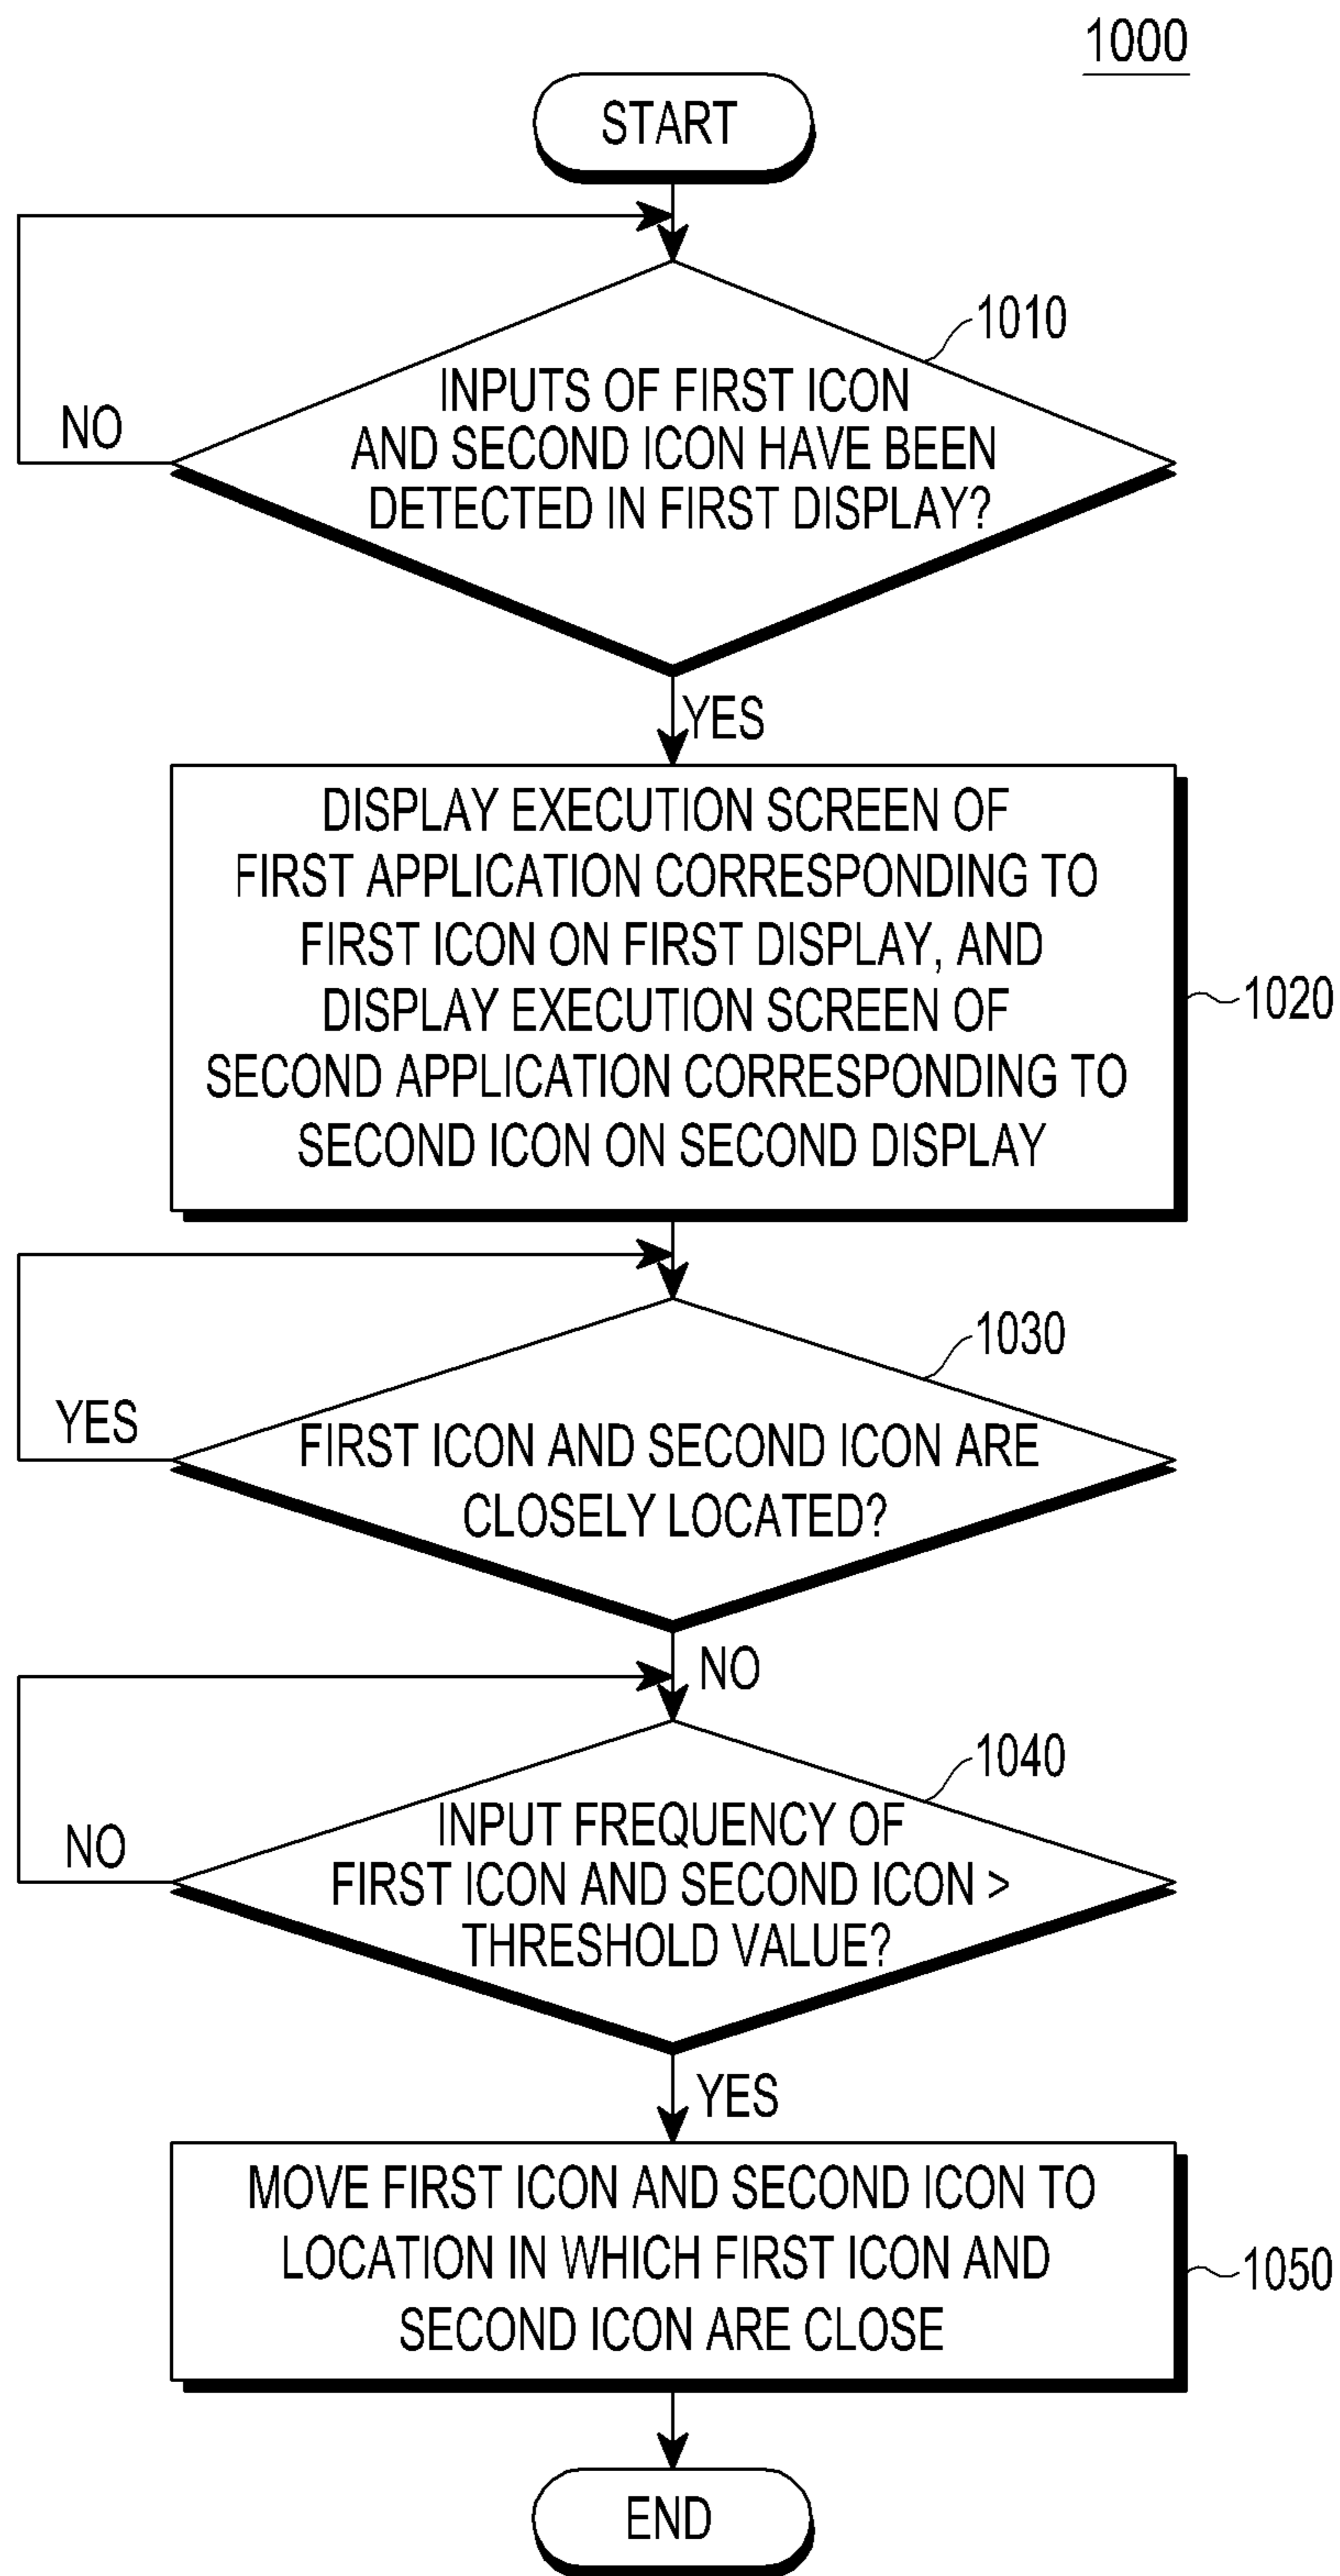 1000
START
1010
INPUTS OF FIRST ICON
AND SECOND ICON HAVE BEEN
DETECTED IN FIRST DISPLAY?
NO
YES
DISPLAY EXECUTION SCREEN OF
FIRST APPLICATION CORRESPONDING TO
FIRST ICON ON FIRST DISPLAY, AND
DISPLAY EXECUTION SCREEN OF
SECOND APPLICATION CORRESPONDING TO
SECOND ICON ON SECOND DISPLAY
1020
1030
YES
FIRST ICON AND SECOND ICON ARE
CLOSELY LOCATED?
NO
1040
INPUT FREQUENCY OF
FIRST ICON AND SECOND ICON >
THRESHOLD VALUE?
NO
YES
MOVE FIRST ICON AND SECOND ICON TO
LOCATION IN WHICH FIRST ICON AND
SECOND ICON ARE CLOSE
1050
END